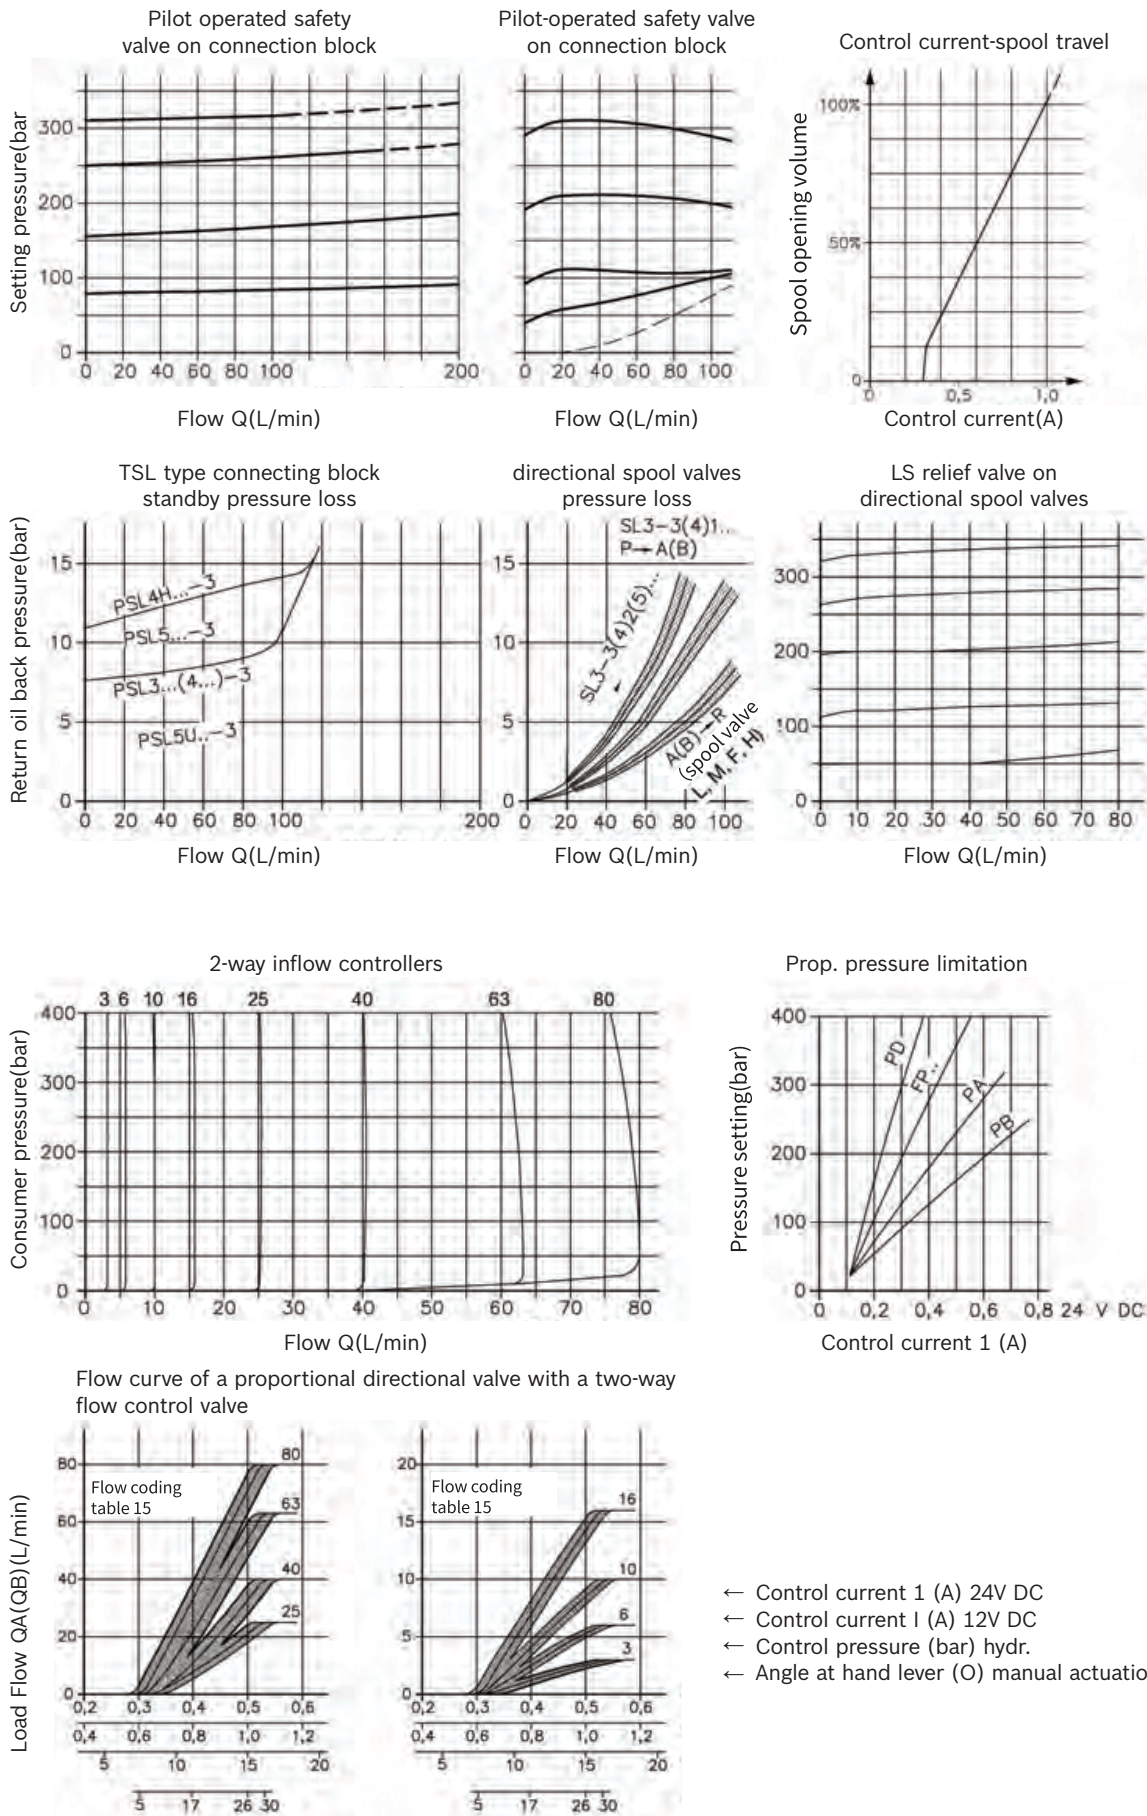 Pilot operated safety
valve on connection block
Seting pressure(bar
300
200
100
0
0 20 40 60 80 100 200
Flow Q(L/min)
Pilot-operated safety valve
on connection block
0 20 40 60 80 100
Flow Q(L/min)
Control current-spool travel
Spool opening volume
100%
50%
0
0 0,5 1,0
Control current(A)
TSL type connecting block
standby pressure loss
Return oil back pressure(bar)
15
10
5
0
PSL4H...-3
PSL5...-3
PSL3...(4...)-3
PSL5U..-3
0 20 40 60 80 100 200
Flow Q(L/min)
directional spool valves
pressure loss
SL3-3(4)1...
P→A(B)
SL3-3(4)2(5)...
A(B)→R
(spool valve
L, M, F, H)
15
10
5
0
0 20 40 60 80 100
Flow Q(L/min)
LS relief valve on
directional spool valves
300
200
100
0
0 10 20 30 40 50 60 70 80
Flow Q(L/min)
2-way inflow controllers
3 6 10 16 25 40 63 80
Consumer pressure(bar)
400
300
200
100
0
0 10 20 30 40 50 60 70 80
Flow Q(L/min)
Prop. pressure limitation
Pressure setting(bar)
400
300
200
100
0
PD
FP..
PA
PB
0 0,2 0,4 0,6 0,8 24 V DC
Control current 1 (A)
Flow curve of a proportional directional valve with a two-way
flow control valve
Load Flow QA(QB)(L/min)
80
60
40
20
0
Flow coding
table 15
80
63
40
25
0,2 0,3 0,4 0,5 0,6
0,4 0,6 0,8 1,0 1,2
5 10 15 20
5 17 26 30
20
15
10
5
0
Flow coding
table 15
16
10
6
3
0,2 0,3 0,4 0,5 0,6
0,4 0,6 0,8 1,0 1,2
5 10 15 20
5 17 26 30
← Control current 1 (A) 24V DC
← Control current I (A) 12V DC
← Control pressure (bar) hydr.
← Angle at hand lever (O) manual actuatio